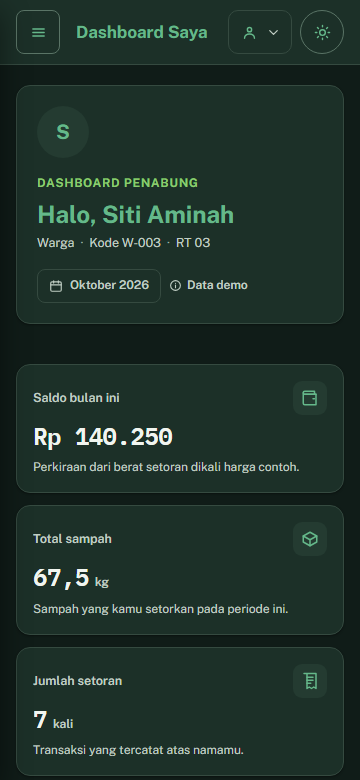 Dashboard Saya
S
DASHBOARD PENABUNG
Halo, Siti Aminah
Warga · Kode W-003 · RT 03
Oktober 2026 Data demo
Saldo bulan ini
Rp 140.250
Perkiraan dari berat setoran dikali harga contoh.
Total sampah
67,5 kg
Sampah yang kamu setorkan pada periode ini.
Jumlah setoran
7 kali
Transaksi yang tercatat atas namamu.